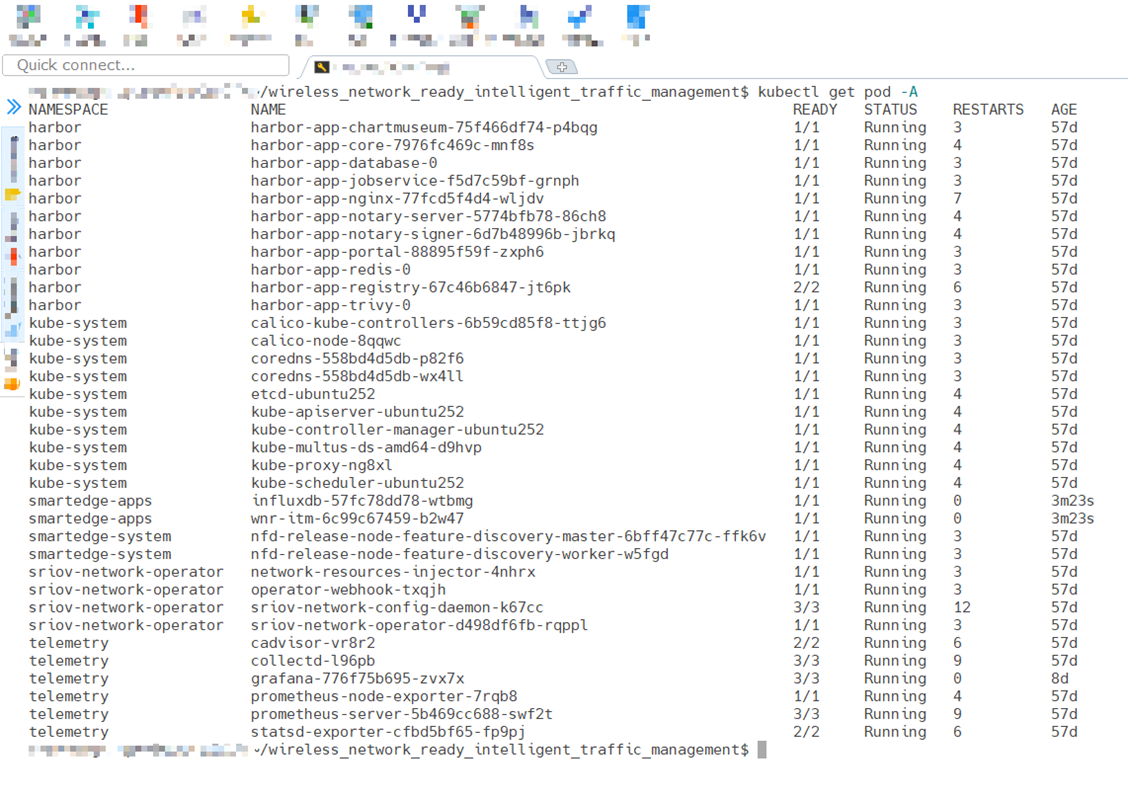 Quick connect...
/wireless_network_ready_intelligent_traffic_management$ kubectl get pod -A
NAMESPACE NAME READY STATUS RESTARTS AGE
harbor harbor-app-chartmuseum-75f466df74-p4bqg 1/1 Running 3 57d
harbor harbor-app-core-7976fc469c-mnf8s 1/1 Running 4 57d
harbor harbor-app-database-0 1/1 Running 3 57d
harbor harbor-app-jobservice-f5d7c59bf-grnph 1/1 Running 3 57d
harbor harbor-app-nginx-77fcd5f4d4-wljdv 1/1 Running 7 57d
harbor harbor-app-notary-server-5774bfb78-86ch8 1/1 Running 4 57d
harbor harbor-app-notary-signer-6d7b48996b-jbrkq 1/1 Running 4 57d
harbor harbor-app-portal-88895f59f-zxph6 1/1 Running 3 57d
harbor harbor-app-redis-0 1/1 Running 3 57d
harbor harbor-app-registry-67c46b6847-jt6pk 2/2 Running 6 57d
harbor harbor-app-trivy-0 1/1 Running 3 57d
kube-system calico-kube-controllers-6b59cd85f8-ttjg6 1/1 Running 3 57d
kube-system calico-node-8qqwc 1/1 Running 3 57d
kube-system coredns-558bd4d5db-p82f6 1/1 Running 3 57d
kube-system coredns-558bd4d5db-wx4ll 1/1 Running 3 57d
kube-system etcd-ubuntu252 1/1 Running 4 57d
kube-system kube-apiserver-ubuntu252 1/1 Running 4 57d
kube-system kube-controller-manager-ubuntu252 1/1 Running 4 57d
kube-system kube-multus-ds-amd64-d9hvp 1/1 Running 4 57d
kube-system kube-proxy-ng8xl 1/1 Running 4 57d
kube-system kube-scheduler-ubuntu252 1/1 Running 4 57d
smartedge-apps influxdb-57fc78dd78-wtbmg 1/1 Running 0 3m23s
smartedge-apps wnr-itm-6c99c67459-b2w47 1/1 Running 0 3m23s
smartedge-system nfd-release-node-feature-discovery-master-6bff47c77c-ffk6v 1/1 Running 3 57d
smartedge-system nfd-release-node-feature-discovery-worker-w5fgd 1/1 Running 3 57d
sriov-network-operator network-resources-injector-4nhrx 1/1 Running 3 57d
sriov-network-operator operator-webhook-txqjh 1/1 Running 3 57d
sriov-network-operator sriov-network-config-daemon-k67cc 3/3 Running 12 57d
sriov-network-operator sriov-network-operator-d498df6fb-rqppl 1/1 Running 3 57d
telemetry cadvisor-vr8r2 2/2 Running 6 57d
telemetry collectd-l96pb 3/3 Running 9 57d
telemetry grafana-776f75b695-zvx7x 3/3 Running 0 8d
telemetry prometheus-node-exporter-7rqb8 1/1 Running 4 57d
telemetry prometheus-server-5b469cc688-swf2t 3/3 Running 9 57d
telemetry statsd-exporter-cfbd5bf65-fp9pj 2/2 Running 6 57d
~/wireless_network_ready_intelligent_traffic_management$